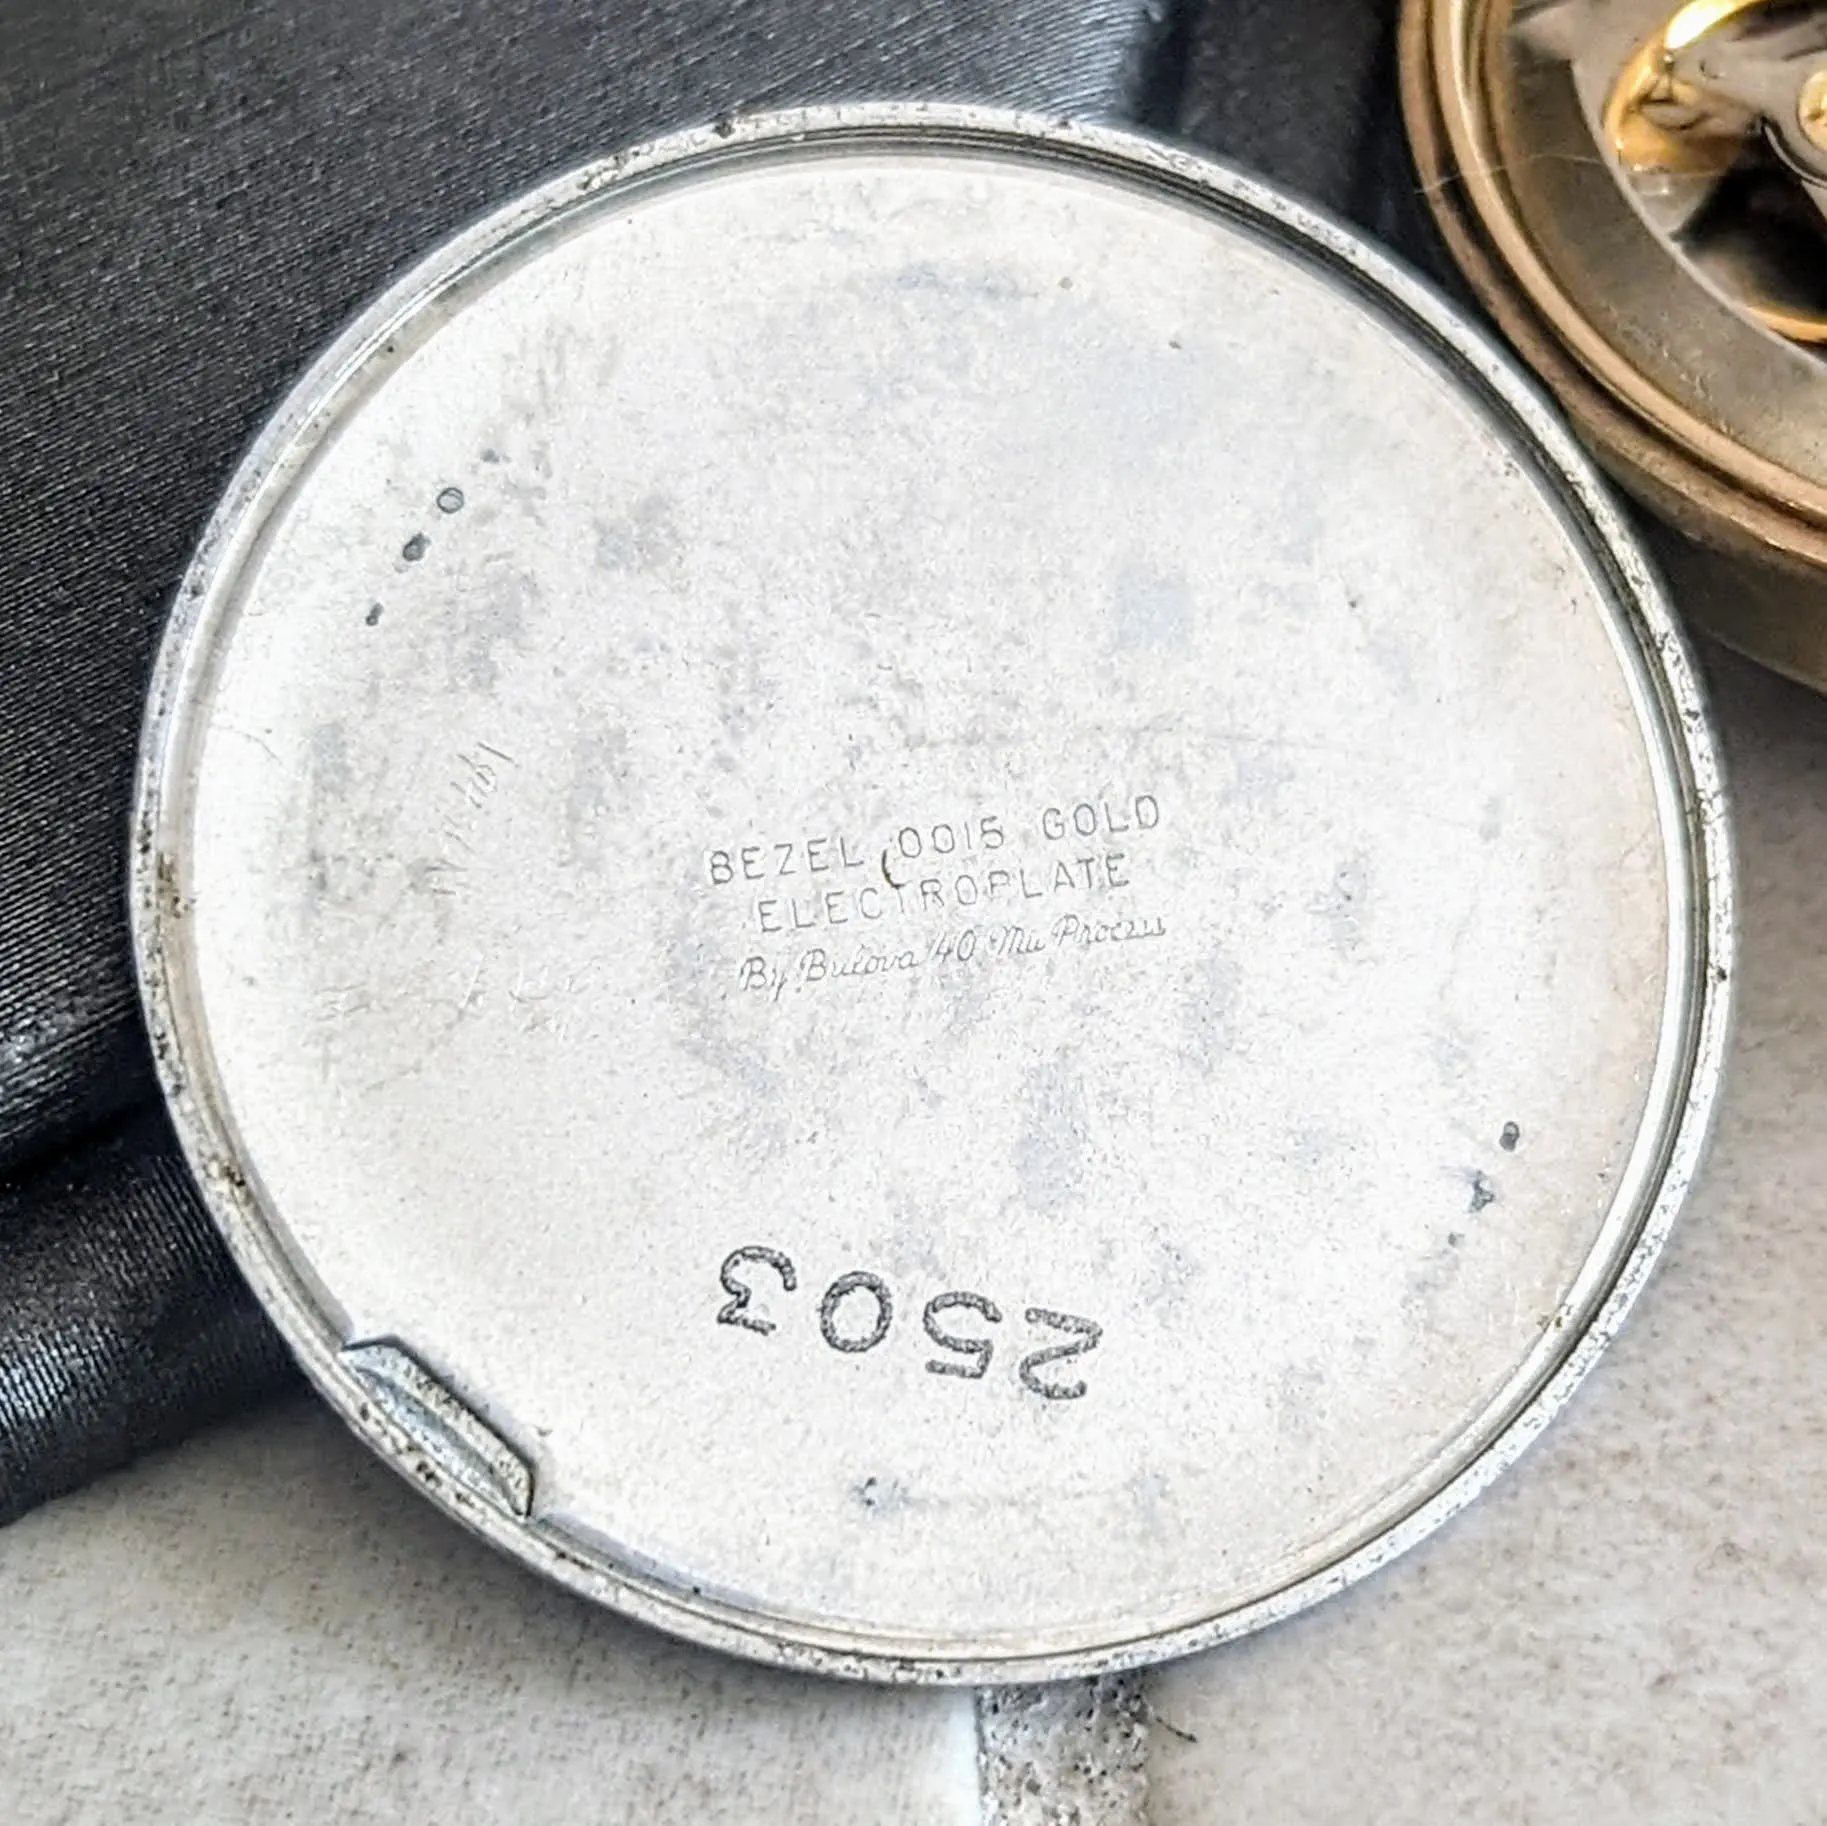 BEZEL .0015 GOLD
ELECTROPLATE
By Bulova 40 Mu Process
2503